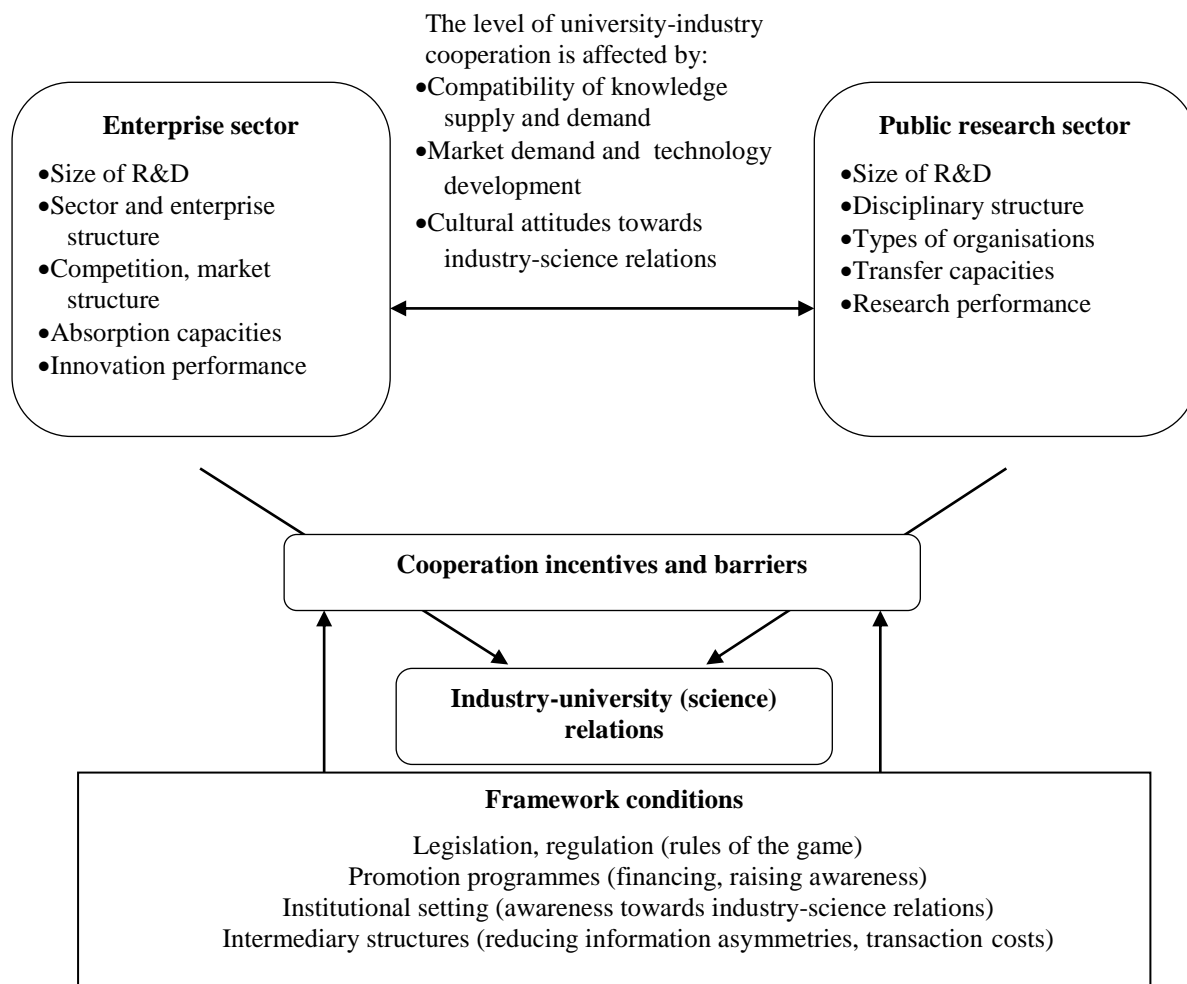 The level of university-industry
cooperation is affected by:
•Compatibility of knowledge
supply and demand
•Market demand and technology
development
•Cultural attitudes towards
industry-science relations
Enterprise sector
•Size of R&D
•Sector and enterprise
structure
•Competition, market
structure
•Absorption capacities
•Innovation performance
Public research sector
•Size of R&D
•Disciplinary structure
•Types of organisations
•Transfer capacities
•Research performance
Cooperation incentives and barriers
Industry-university (science)
relations
Framework conditions
Legislation, regulation (rules of the game)
Promotion programmes (financing, raising awareness)
Institutional setting (awareness towards industry-science relations)
Intermediary structures (reducing information asymmetries, transaction costs)